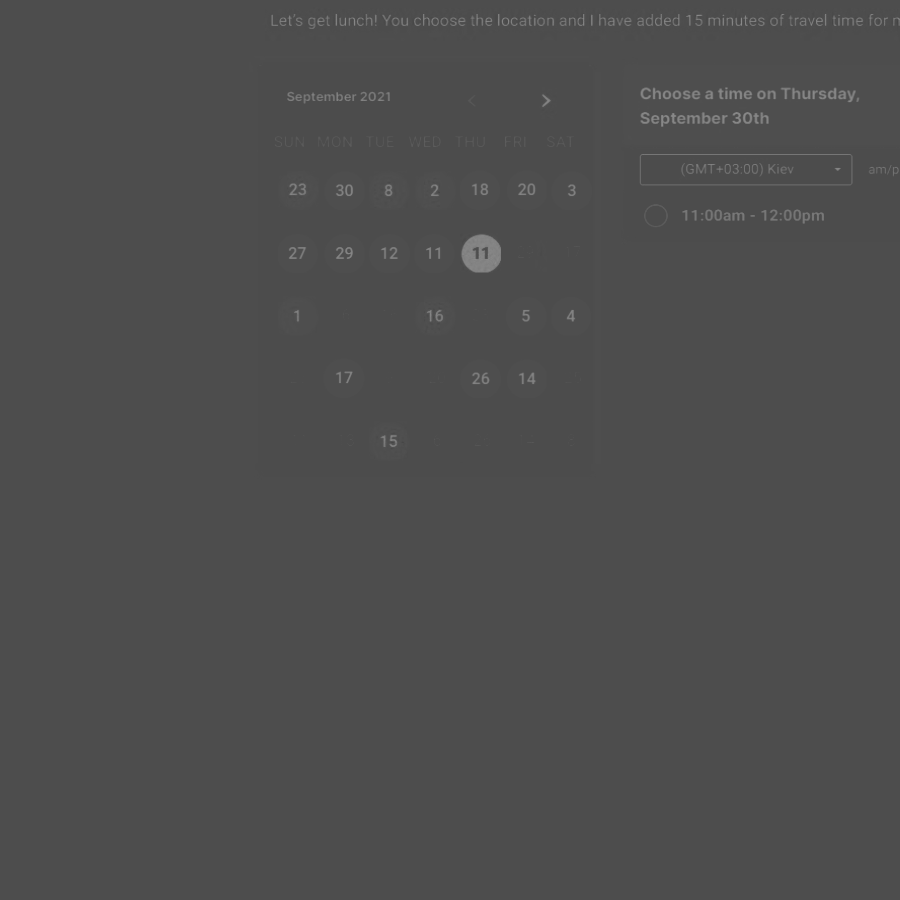 Let's get lunch! You choose the location and I have added 15 minutes of travel time for
September 2021
SUN MON TUE WED THU FRI SAT
23 30 8 2 18 20 3
27 29 12 11 11
1 16 5 4
17 26 14
15
Choose a time on Thursday,
September 30th
(GMT+03:00) Kiev am/p
11:00am - 12:00pm